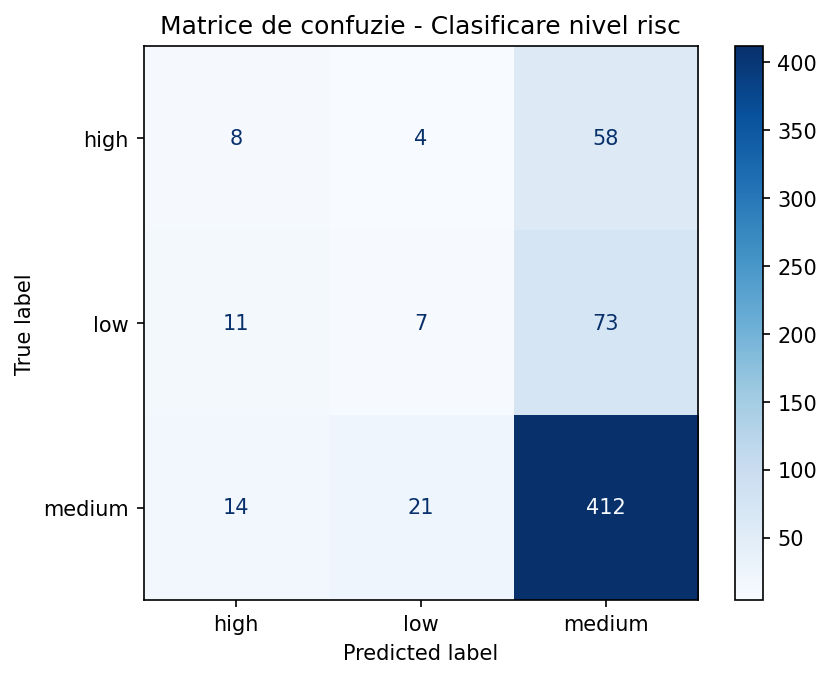 Matrice de confuzie - Clasificare nivel risc
True label
high
8
4
58
low
11
7
73
medium
14
21
412
high
low
medium
Predicted label
400
350
300
250
200
150
100
50